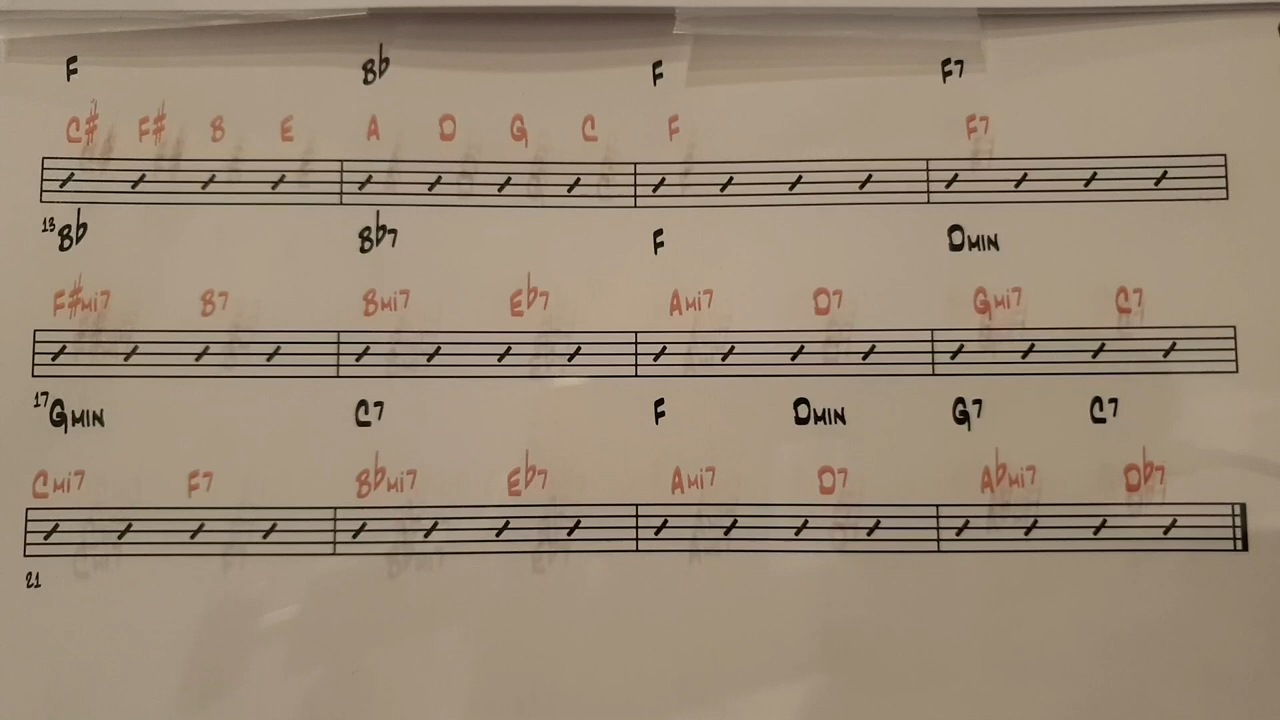 F Bb F F7
C# F# B E A D G C F F7
13 Bb Bb7 F DMIN
F#MI7 B7 BMI7 Eb7 AMI7 D7 GMI7 C7
17 GMIN C7 F DMIN G7 C7
CMI7 F7 BbMI7 Eb7 AMI7 D7 AbMI7 Db7
21